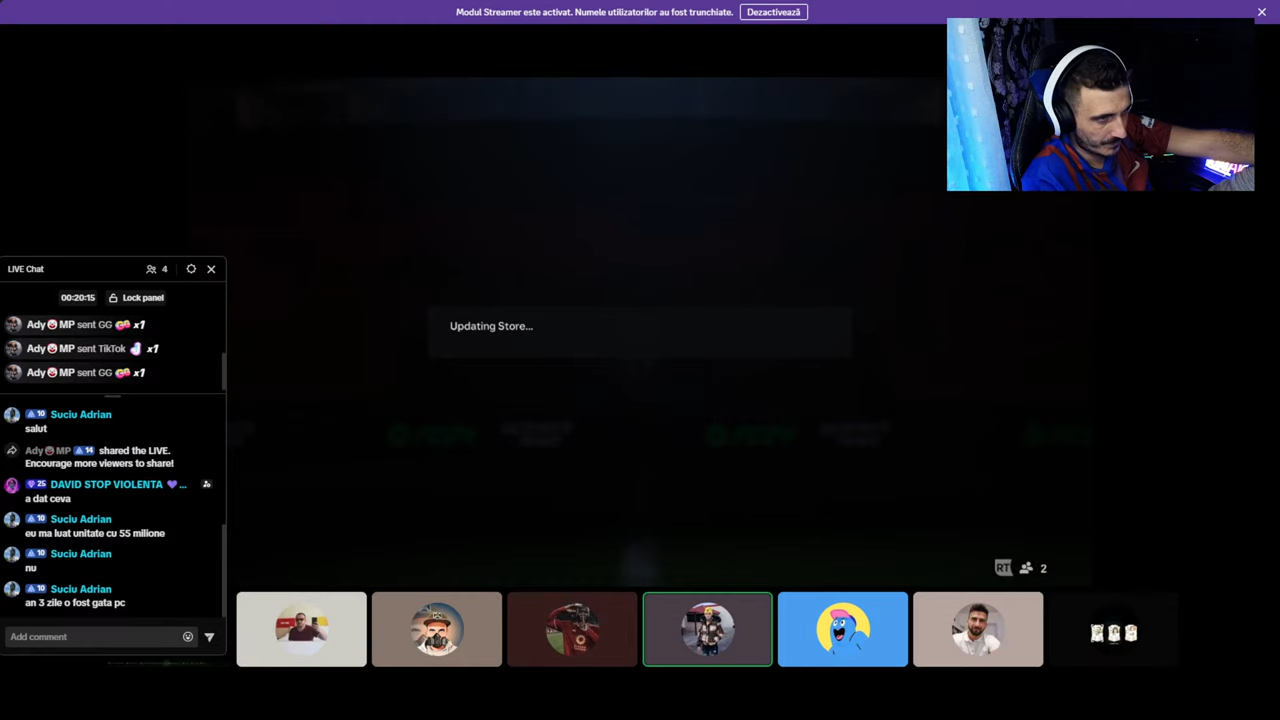 Modul Streamer este activat. Numele utilizatorilor au fost trunchiate. Dezactivează
LIVE Chat 4
00:20:15 Lock panel
Ady MP sent GG x1
Ady MP sent TikTok x1
Ady MP sent GG x1
10 Suciu Adrian
salut
Ady MP 14 shared the LIVE.
Encourage more viewers to share!
25 DAVID STOP VIOLENTA ...
a dat ceva
10 Suciu Adrian
eu ma luat unitate cu 55 milione
10 Suciu Adrian
nu
10 Suciu Adrian
an 3 zile o fost gata pc
Add comment
Updating Store...
RT 2